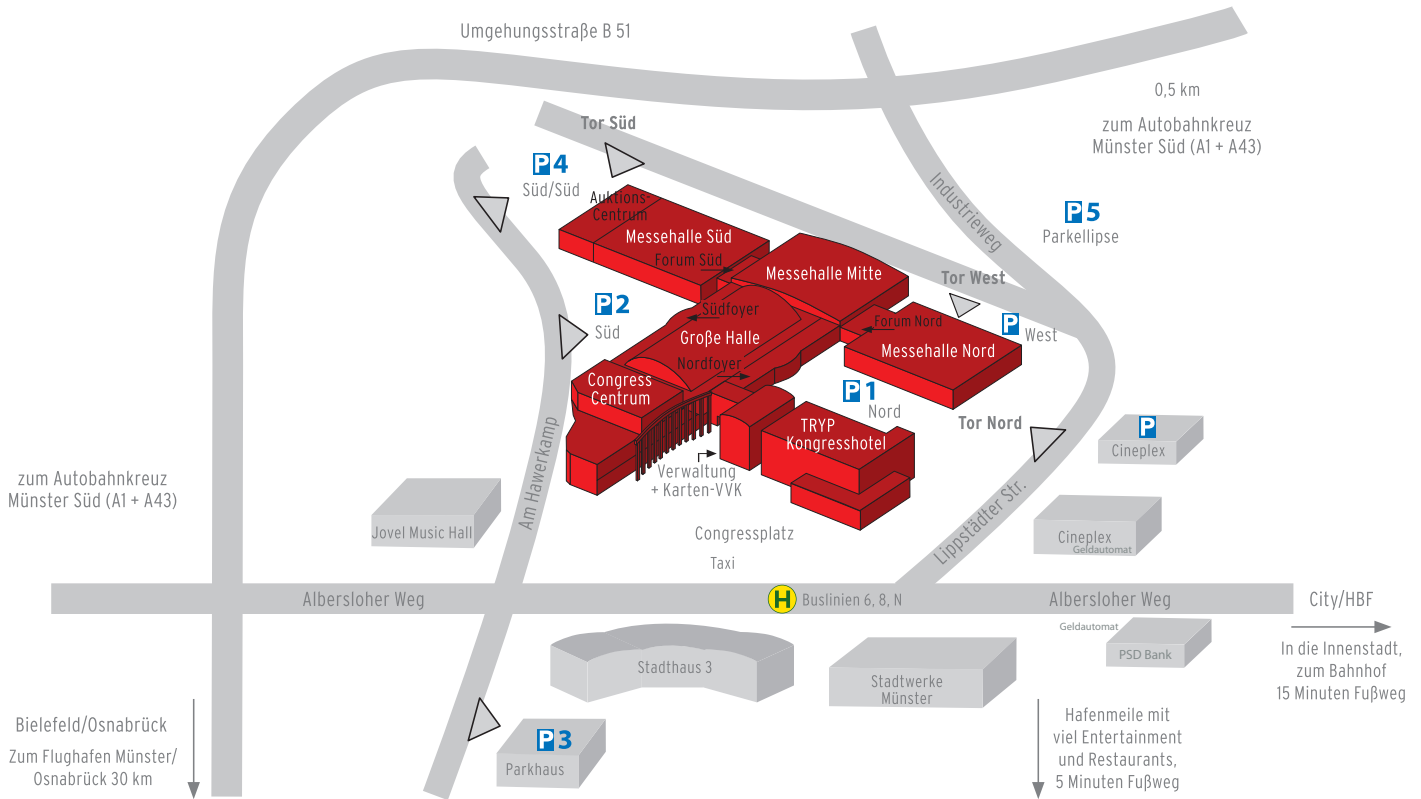 Umgehungsstraße B 51
0,5 km
zum Autobahnkreuz
Münster Süd (A1 + A43)
Tor Süd
P 4
Süd/Süd
Auktions-
Centrum
Messehalle Süd
Forum Süd
Messehalle Mitte
Industrieweg
P 5
Parkellipse
Tor West
P
West
P 2
Süd
Südfoyer
Große Halle
Nordfoyer
Forum Nord
Messehalle Nord
Congress
Centrum
P 1
Nord
TRYP
Kongresshotel
Tor Nord
P
Cineplex
Verwaltung
+ Karten-VVK
Am Hawerkamp
zum Autobahnkreuz
Münster Süd (A1 + A43)
Jovel Music Hall
Congressplatz
Taxi
Lippstädter Str.
Cineplex
Geldautomat
Albersloher Weg
H
Buslinien 6, 8, N
Albersloher Weg
City/HBF
Geldautomat
PSD Bank
In die Innenstadt,
zum Bahnhof
15 Minuten Fußweg
Stadthaus 3
Stadtwerke
Münster
Bielefeld/Osnabrück
Zum Flughafen Münster/
Osnabrück 30 km
P 3
Parkhaus
Hafenmeile mit
viel Entertainment
und Restaurants,
5 Minuten Fußweg